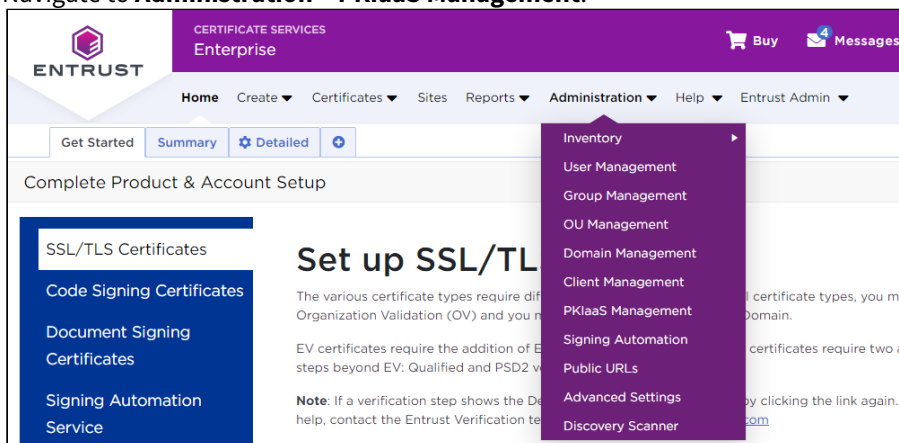 Navigate to Administration > PKIaaS Management.
CERTIFICATE SERVICES
Enterprise
Buy
4
Messages
ENTRUST
Home Create Certificates Sites Reports Administration Help Entrust Admin
Get Started Summary Detailed
Complete Product & Account Setup
Inventory
User Management
Group Management
OU Management
Domain Management
Client Management
PKIaaS Management
Signing Automation
Public URLs
Advanced Settings
Discovery Scanner
SSL/TLS Certificates
Code Signing Certificates
Document Signing
Certificates
Signing Automation
Service
Set up SSL/TL
The various certificate types require dif
l certificate types, you m
Organization Validation (OV) and you
Domain.
EV certificates require the addition of E
certificates require two a
steps beyond EV: Qualified and PSD2 v
Note: If a verification step shows the De
by clicking the link again.
help, contact the Entrust Verification te
com